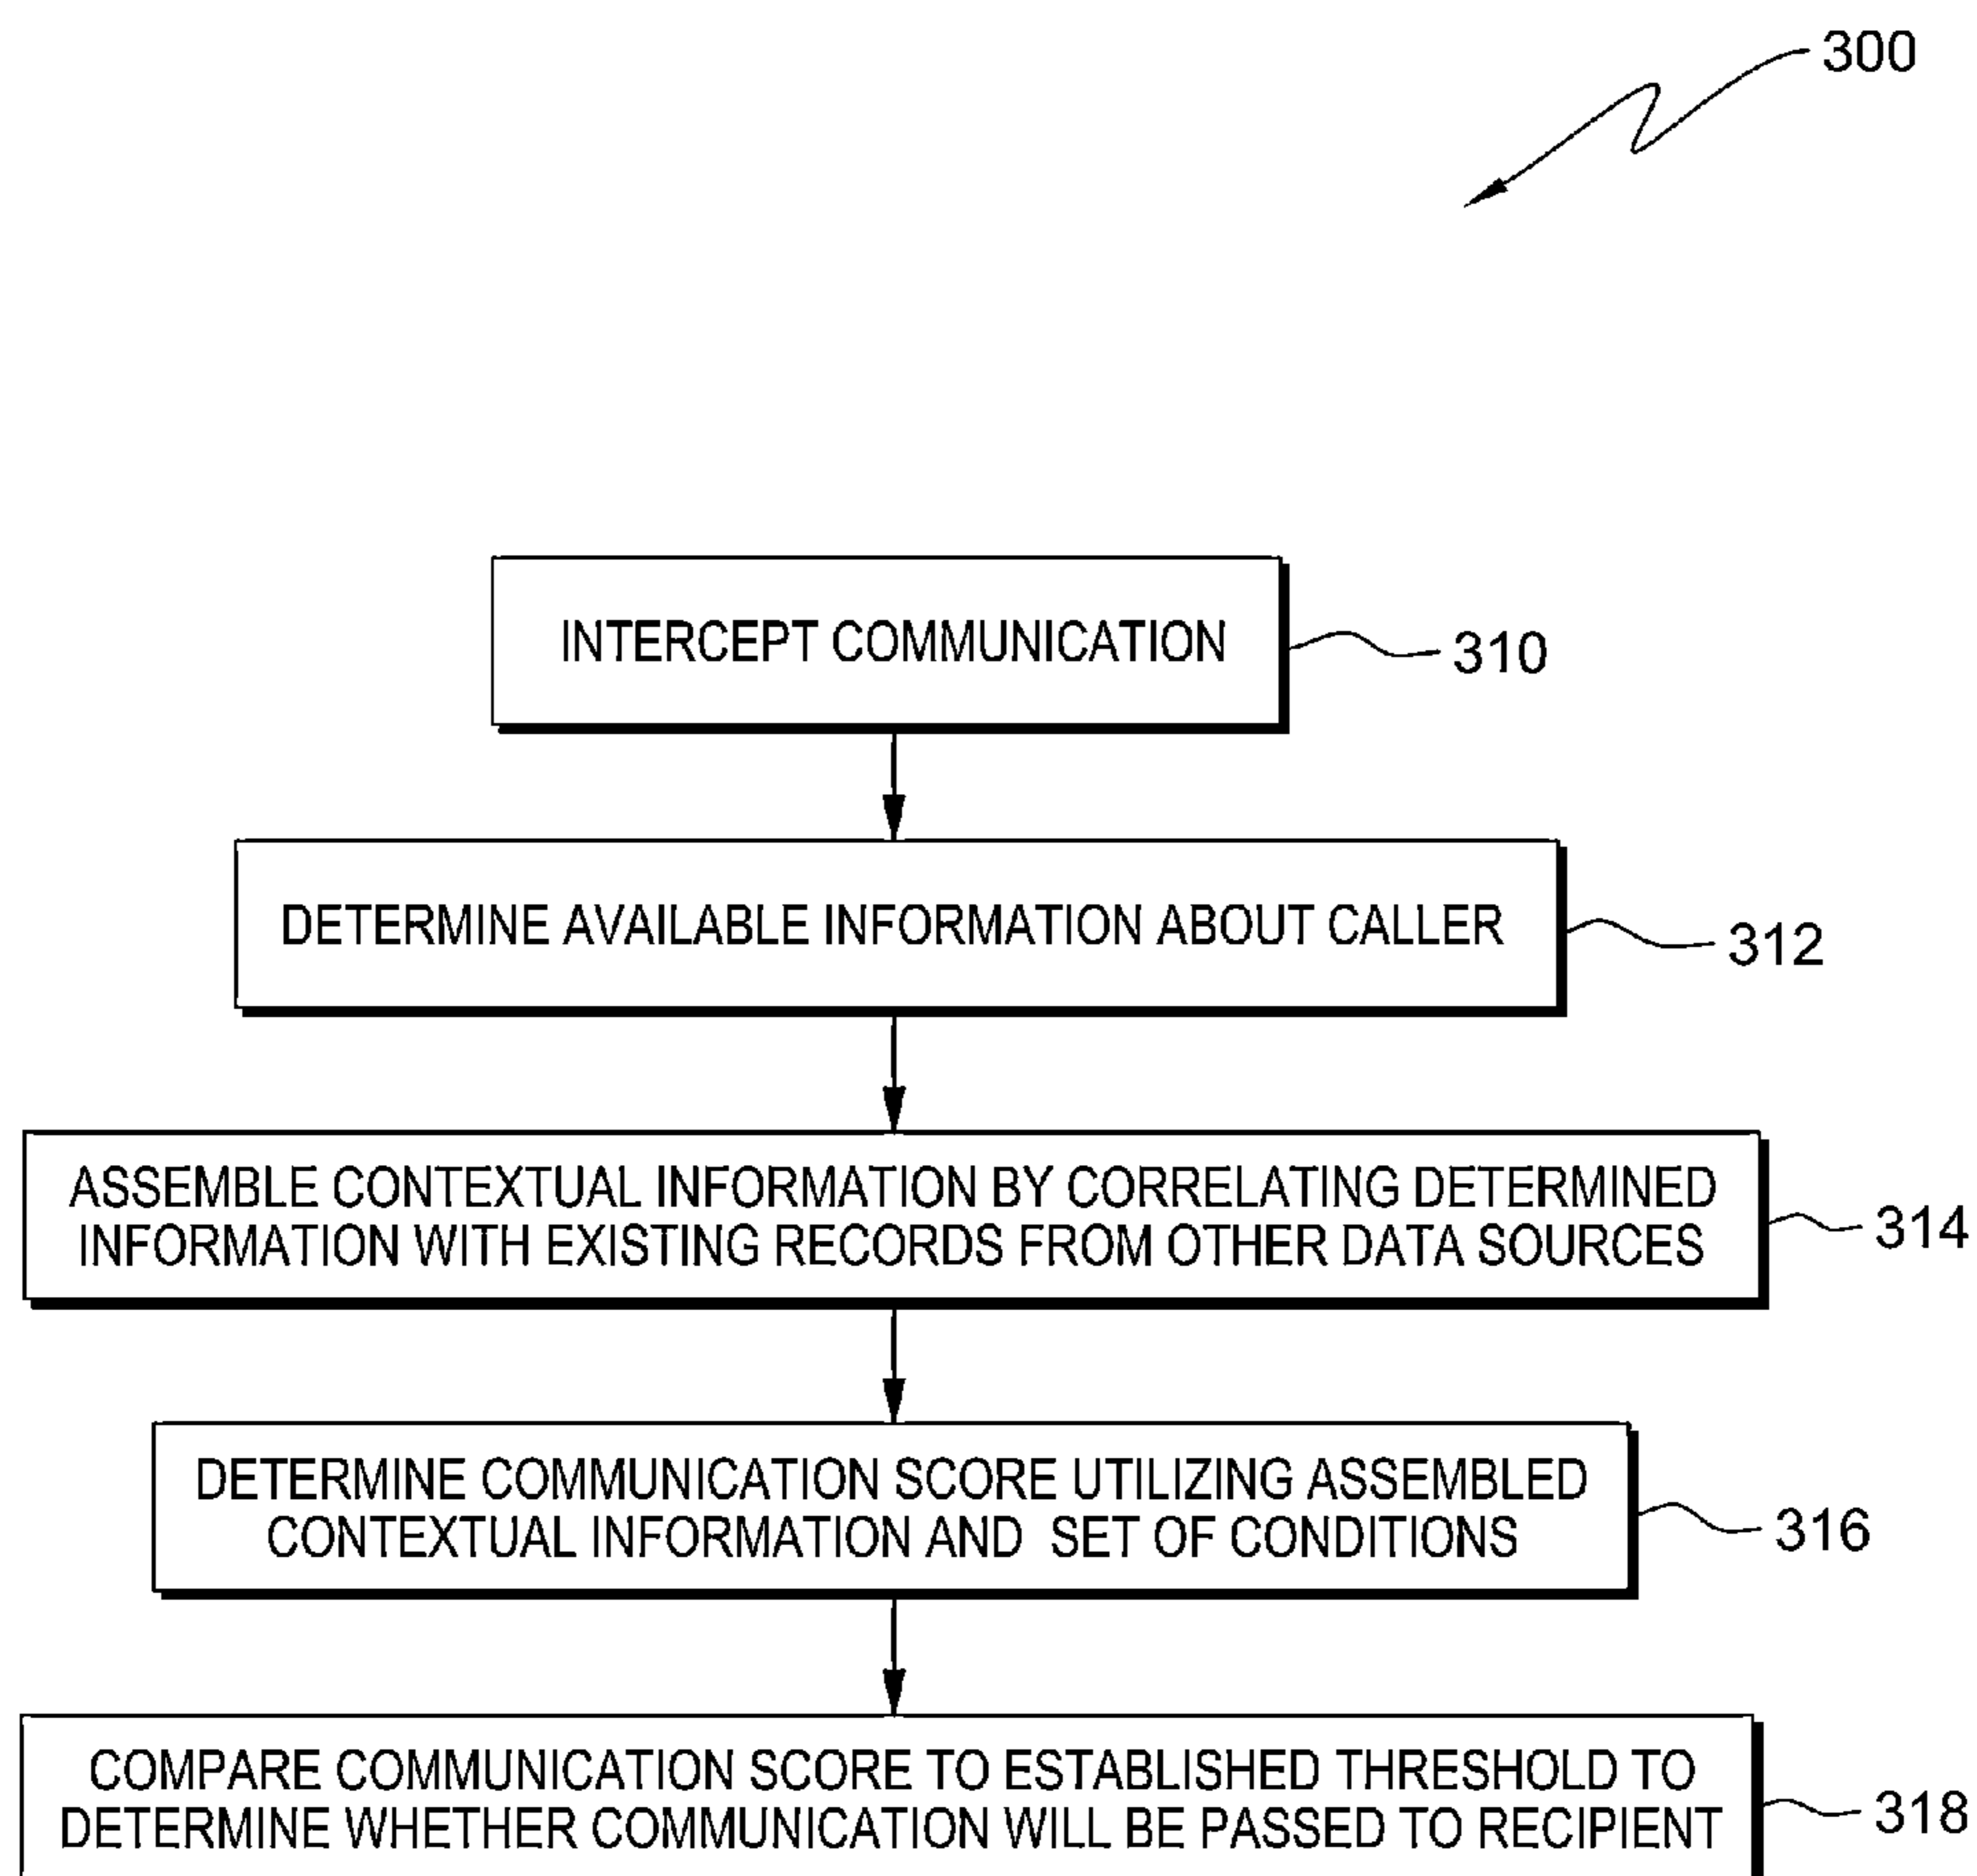 300
INTERCEPT COMMUNICATION
310
DETERMINE AVAILABLE INFORMATION ABOUT CALLER
312
ASSEMBLE CONTEXTUAL INFORMATION BY CORRELATING DETERMINED
INFORMATION WITH EXISTING RECORDS FROM OTHER DATA SOURCES
314
DETERMINE COMMUNICATION SCORE UTILIZING ASSEMBLED
CONTEXTUAL INFORMATION AND SET OF CONDITIONS
316
COMPARE COMMUNICATION SCORE TO ESTABLISHED THRESHOLD TO
DETERMINE WHETHER COMMUNICATION WILL BE PASSED TO RECIPIENT
318